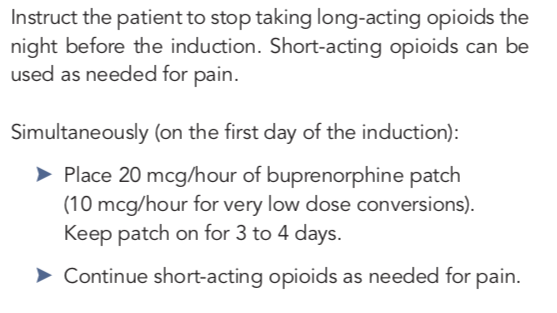 Instruct the patient to stop taking long-acting opioids the
night before the induction. Short-acting opioids can be
used as needed for pain.
Simultaneously (on the first day of the induction):
➤ Place 20 mcg/hour of buprenorphine patch
(10 mcg/hour for very low dose conversions).
Keep patch on for 3 to 4 days.
➤ Continue short-acting opioids as needed for pain.